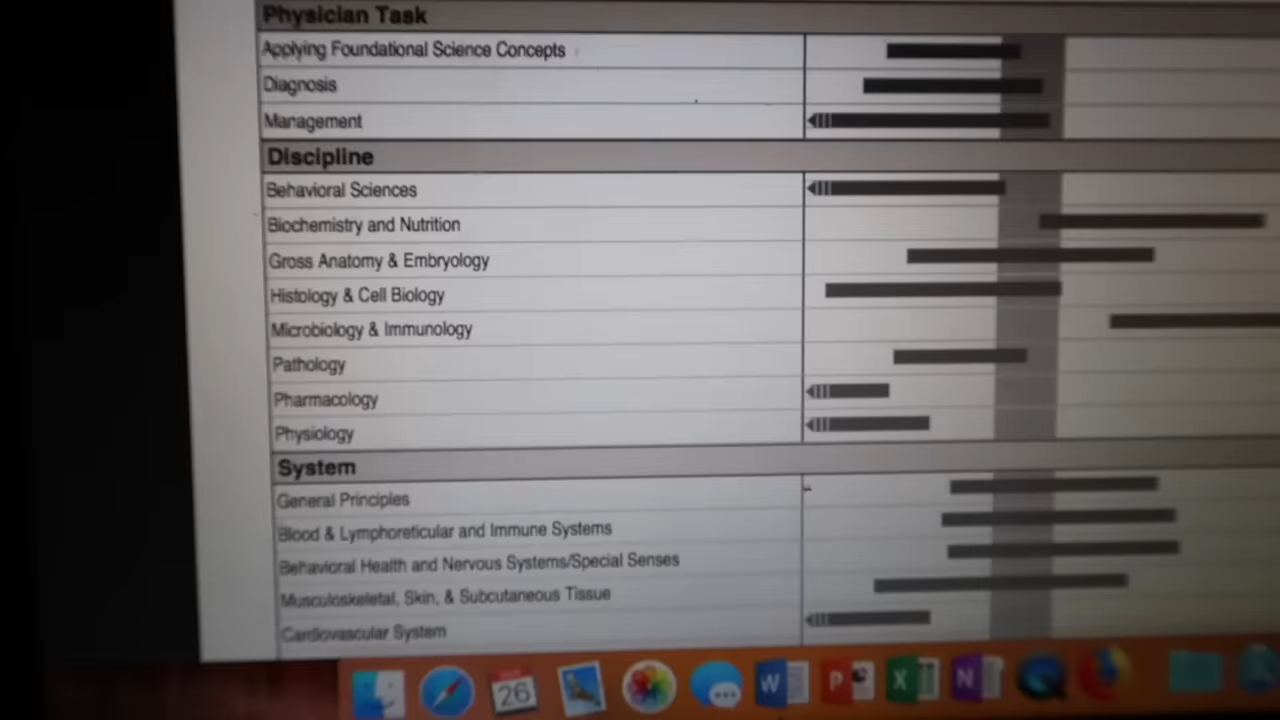 Physician Task
Applying Foundational Science Concepts
Diagnosis
Management
Discipline
Behavioral Sciences
Biochemistry and Nutrition
Gross Anatomy & Embryology
Histology & Cell Biology
Microbiology & Immunology
Pathology
Pharmacology
Physiology
System
General Principles
Blood & Lymphoreticular and Immune Systems
Behavioral Health and Nervous Systems/Special Senses
Musculoskeletal, Skin, & Subcutaneous Tissue
Cardiovascular System
26 W P X N